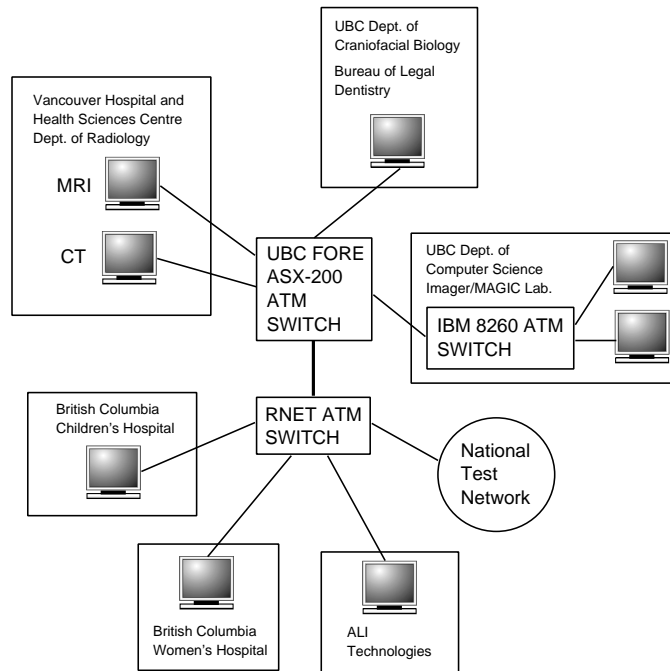 UBC Dept. of
Craniofacial Biology
Bureau of Legal
Dentistry
Vancouver Hospital and
Health Sciences Centre
Dept. of Radiology
MRI
CT
UBC FORE
ASX-200
ATM
SWITCH
UBC Dept. of
Computer Science
Imager/MAGIC Lab.
IBM 8260 ATM
SWITCH
British Columbia
Children's Hospital
RNET ATM
SWITCH
National
Test
Network
British Columbia
Women's Hospital
ALI
Technologies